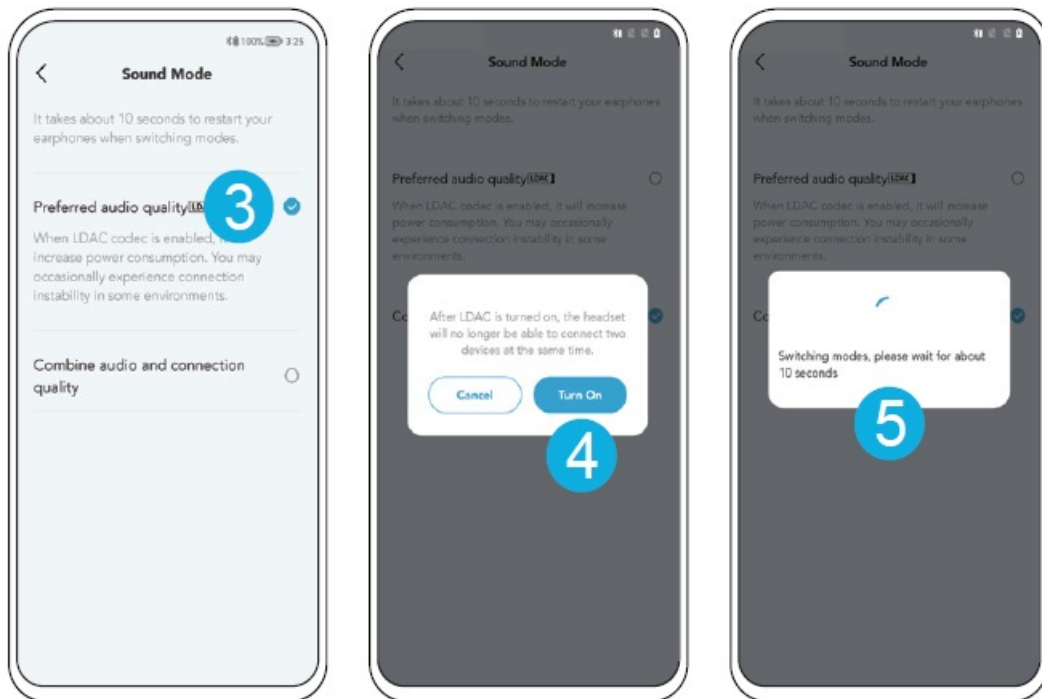 100% 3:25
Sound Mode
It takes about 10 seconds to restart your
earphones when switching modes.
Preferred audio quality
3
When LDAC codec is enabled,
increase power consumption. You may
occasionally experience connection
instability in some environments.
Combine audio and connection
quality
Sound Mode
It takes about 10 seconds to restart your earphones
when switching modes.
Preferred audio quality LDAC
When LDAC codec is enabled, it will increase
power consumption. You may occasionally
experience connection instability in some
environments.
After LDAC is turned on, the headset
will no longer be able to connect two
devices at the same time.
Cancel
Turn On
4
Sound Mode
It takes about 10 seconds to restart your earphones
when switching modes.
Preferred audio quality LDAC
When LDAC codec is enabled, it will increase
power consumption. You may occasionally
experience connection instability in some
environments.
Switching modes, please wait for about
10 seconds
5